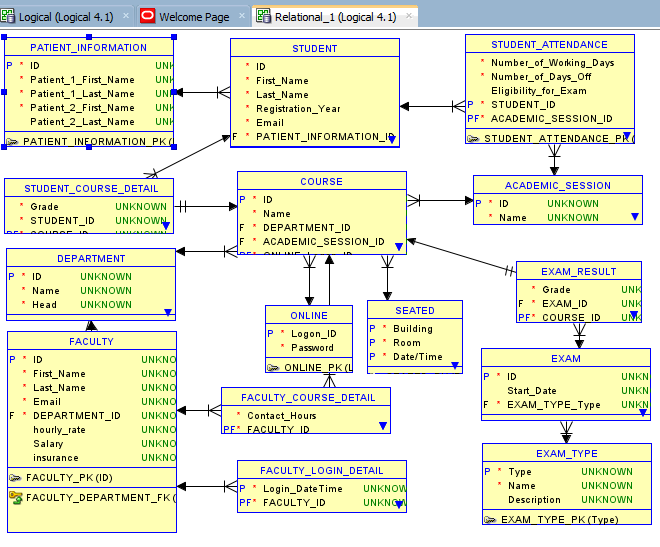 Logical (Logical 4.1) Welcome Page Relational_1 (Logical 4.1)
PATIENT_INFORMATION
P * ID
* Patient_1_First_Name
* Patient_1_Last_Name
* Patient_2_First_Name
Patient_2_Last_Name
PATIENT_INFORMATION_PK (
STUDENT
* ID
* First_Name
* Last_Name
* Registration_Year
* Email
F * PATIENT_INFORMATION_ID
STUDENT_ATTENDANCE
* Number_of_Working_Days
* Number_of_Days_Off
Eligibility_for_Exam
P * STUDENT_ID
PF* ACADEMIC_SESSION_ID
STUDENT_ATTENDANCE_PK (
STUDENT_COURSE_DETAIL
* Grade UNKNOWN
* STUDENT_ID UNKNOWN
COURSE
P * ID
* Name
F * DEPARTMENT_ID
F * ACADEMIC_SESSION_ID
ACADEMIC_SESSION
P * ID UNKNOWN
* Name UNKNOWN
DEPARTMENT
P * ID UNKNOWN
* Name UNKNOWN
* Head UNKNOWN
EXAM_RESULT
* Grade
F * EXAM_ID
PF* COURSE_ID
ONLINE
P * Logon_ID
* Password
ONLINE_PK (L
SEATED
P * Building
P * Room
P * Date/Time
FACULTY
P * ID
* First_Name
* Last_Name
* Email
F * DEPARTMENT_ID
hourly_rate
Salary
insurance
FACULTY_PK (ID)
FACULTY_DEPARTMENT_FK (
EXAM
P * ID
Start_Date
F * EXAM_TYPE_Type
FACULTY_COURSE_DETAIL
* Contact_Hours
PF* FACULTY_ID
EXAM_TYPE
P * Type UNKNOWN
* Name UNKNOWN
Description UNKNOWN
EXAM_TYPE_PK (Type)
FACULTY_LOGIN_DETAIL
P * Login_DateTime
PF* FACULTY_ID